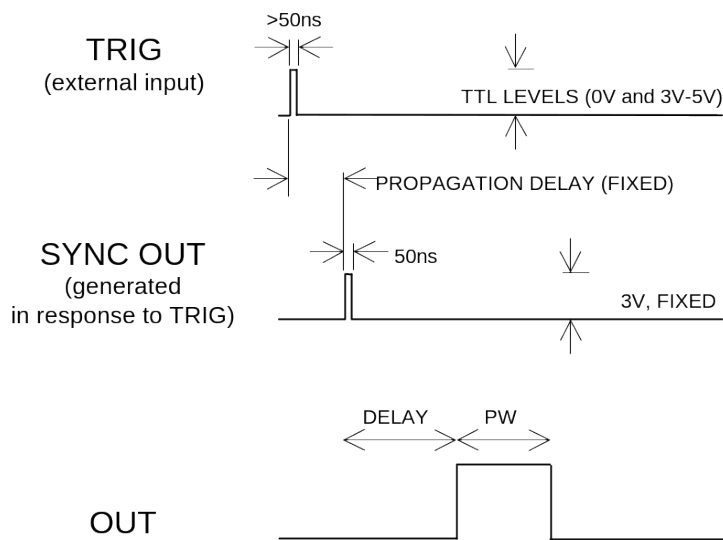 >50ns
TRIG
(external input)
TTL LEVELS (0V and 3V-5V)
PROPAGATION DELAY (FIXED)
SYNC OUT
(generated
in response to TRIG)
50ns
3V, FIXED
DELAY
PW
OUT